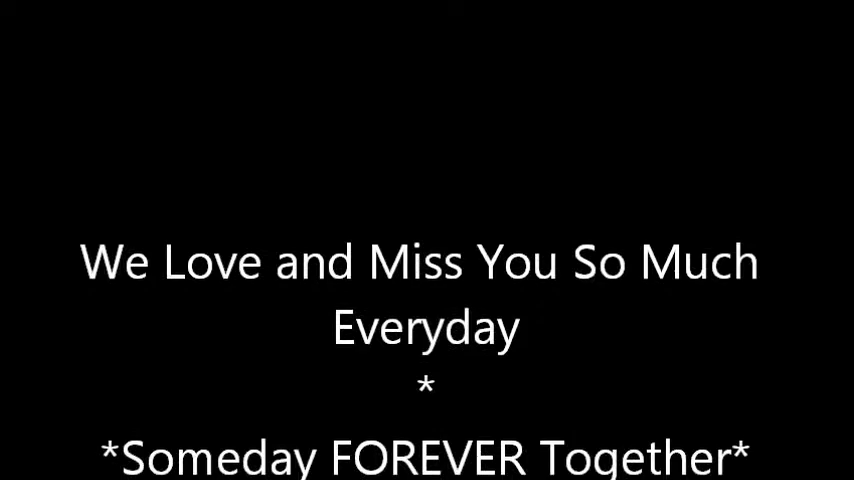 We Love and Miss You So Much
Everyday
*
*Someday FOREVER Together*